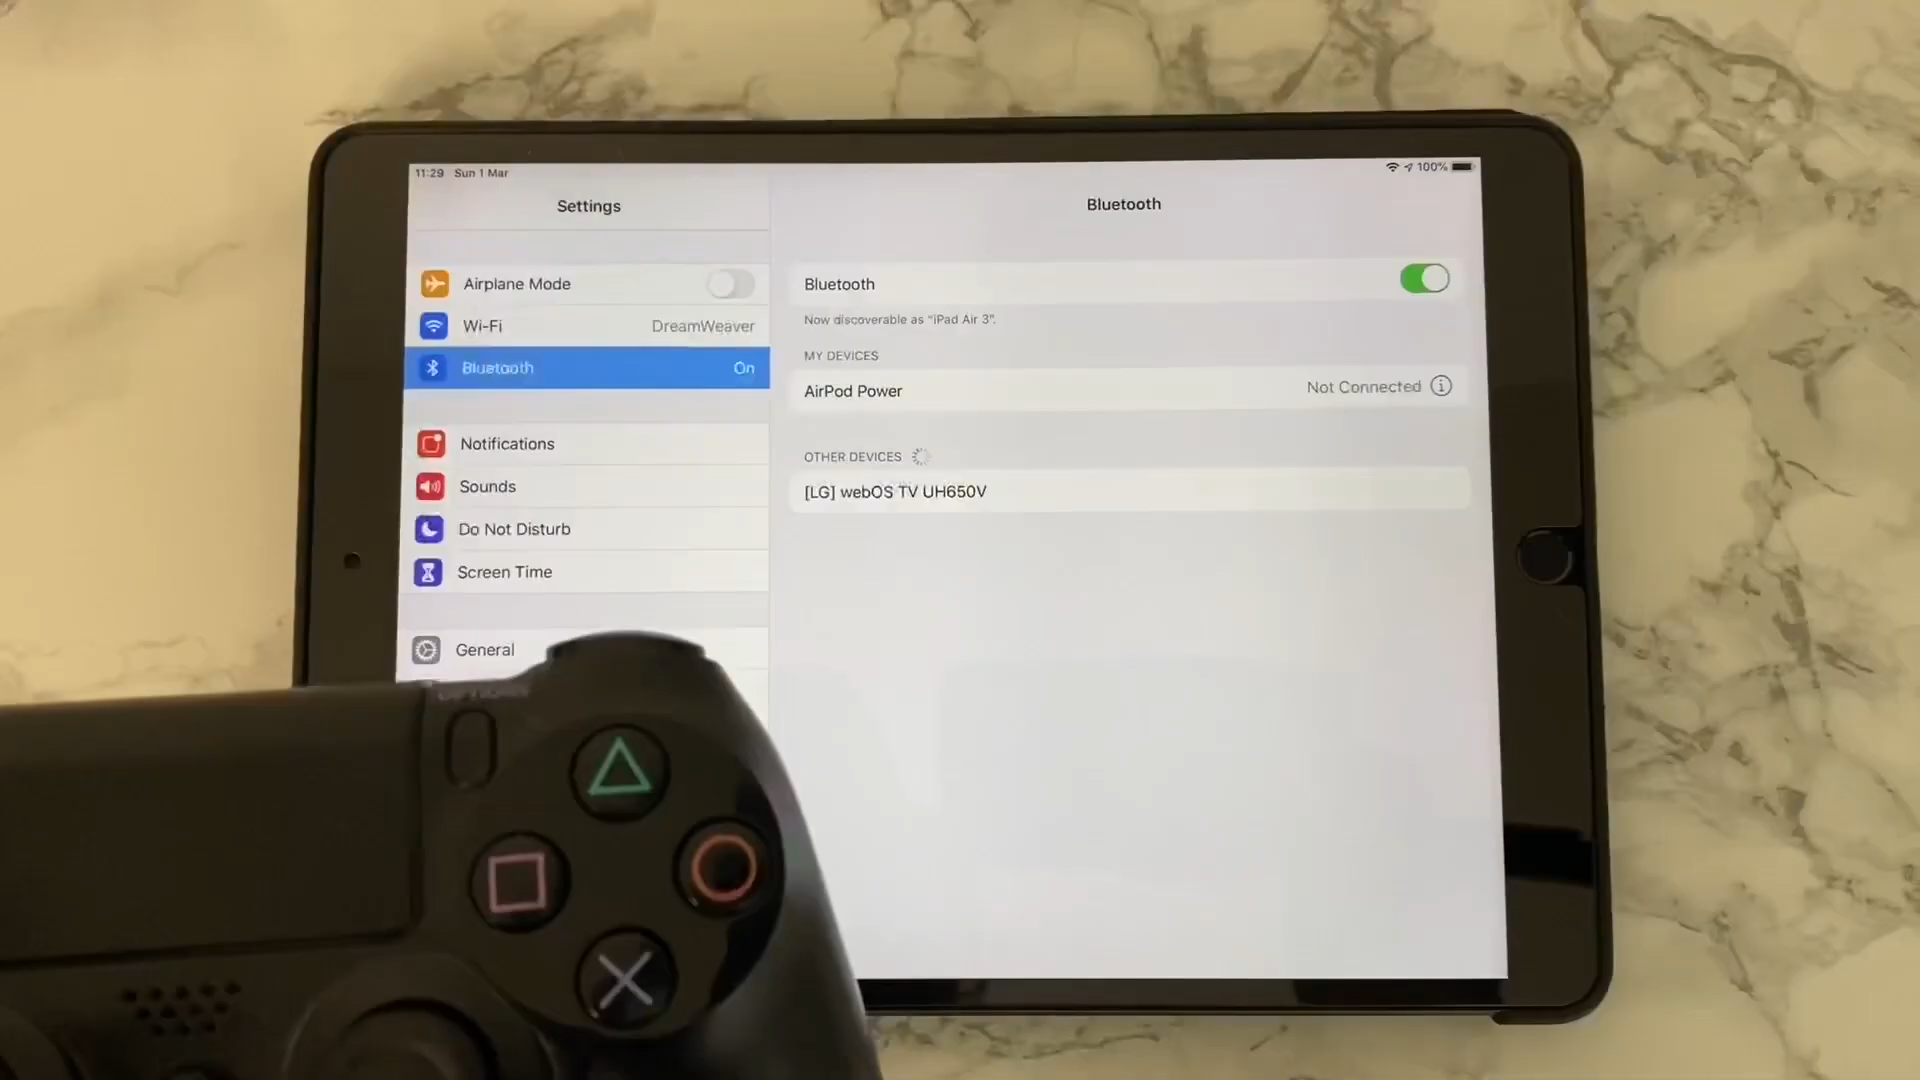 11:29 Sun 1 Mar
100%
Settings
Airplane Mode
Wi-Fi DreamWeaver
Bluetooth On
Notifications
Sounds
Do Not Disturb
Screen Time
General
Bluetooth
Bluetooth
Now discoverable as "iPad Air 3".
MY DEVICES
AirPod Power Not Connected
OTHER DEVICES
[LG] webOS TV UH650V
OPTIONS